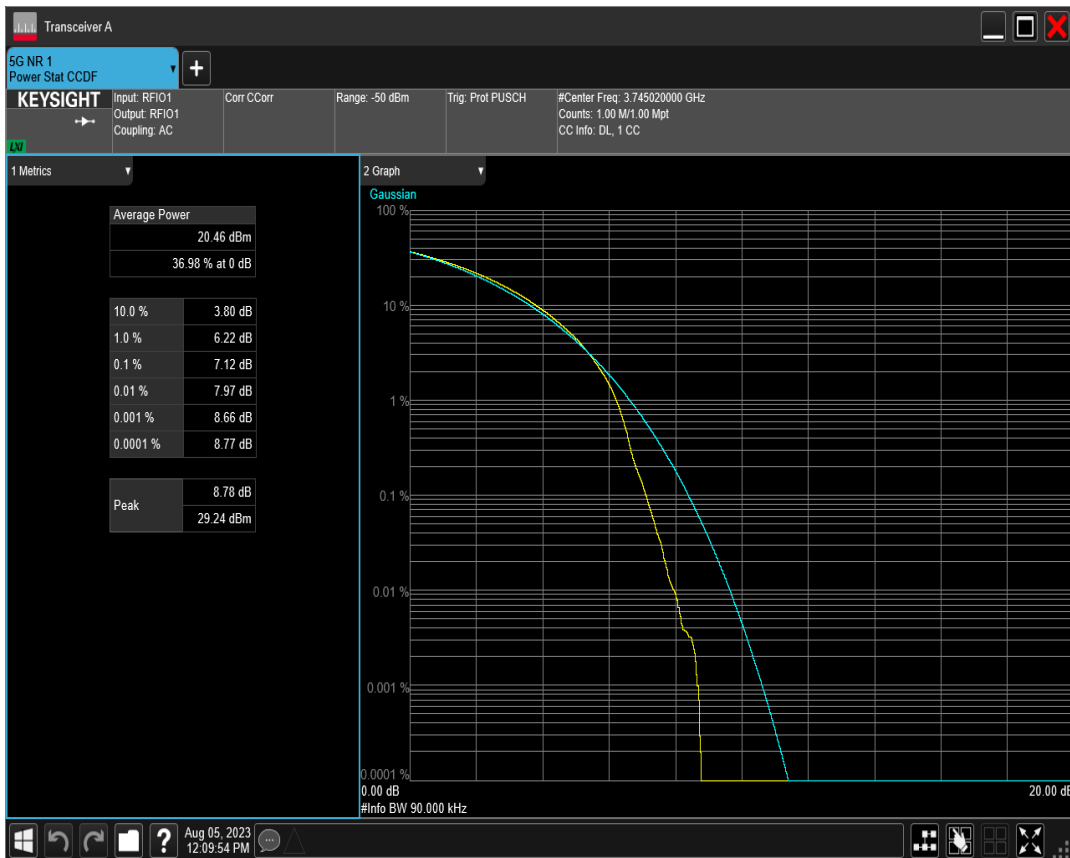 Transceiver A
5G NR 1
Power Stat CCDF
+
KEYSIGHT
LXI
Input: RFIO1
Output: RFIO1
Coupling: AC
Corr CCorr
Range: -50 dBm
Trig: Prot PUSCH
#Center Freq: 3.745020000 GHz
Counts: 1.00 M/1.00 Mpt
CC Info: DL, 1 CC
1 Metrics
Average Power
20.46 dBm
36.98 % at 0 dB
10.0 % 3.80 dB
1.0 % 6.22 dB
0.1 % 7.12 dB
0.01 % 7.97 dB
0.001 % 8.66 dB
0.0001 % 8.77 dB
Peak
8.78 dB
29.24 dBm
2 Graph
Gaussian
100 %
10 %
1 %
0.1 %
0.01 %
0.001 %
0.0001 %
0.00 dB
20.00 dB
#Info BW 90.000 kHz
?
Aug 05, 2023
12:09:54 PM